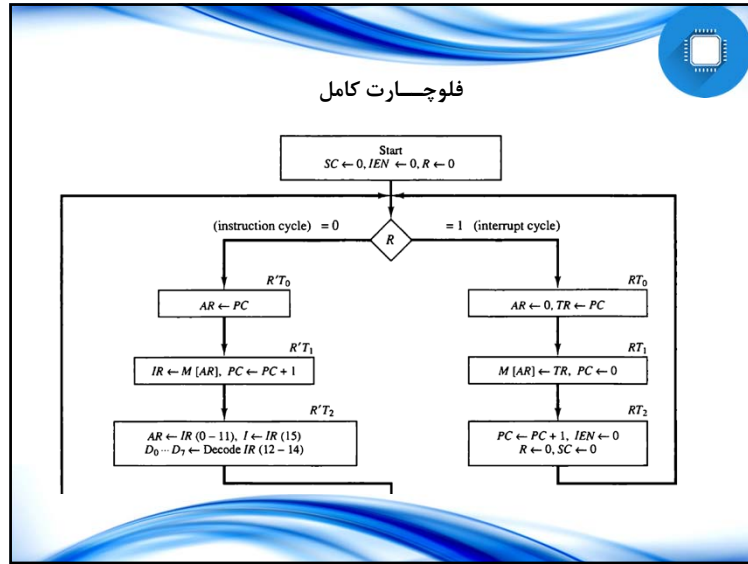 فلوچـــارت کامل
Start
SC ← 0, IEN ← 0, R ← 0
(instruction cycle) = 0
R
= 1 (interrupt cycle)
R'T₀
AR ← PC
R'T₁
IR ← M [AR], PC ← PC + 1
R'T₂
AR ← IR (0 – 11), I ← IR (15)
D₀ ··· D₇ ← Decode IR (12 – 14)
RT₀
AR ← 0, TR ← PC
RT₁
M [AR] ← TR, PC ← 0
RT₂
PC ← PC + 1, IEN ← 0
R ← 0, SC ← 0